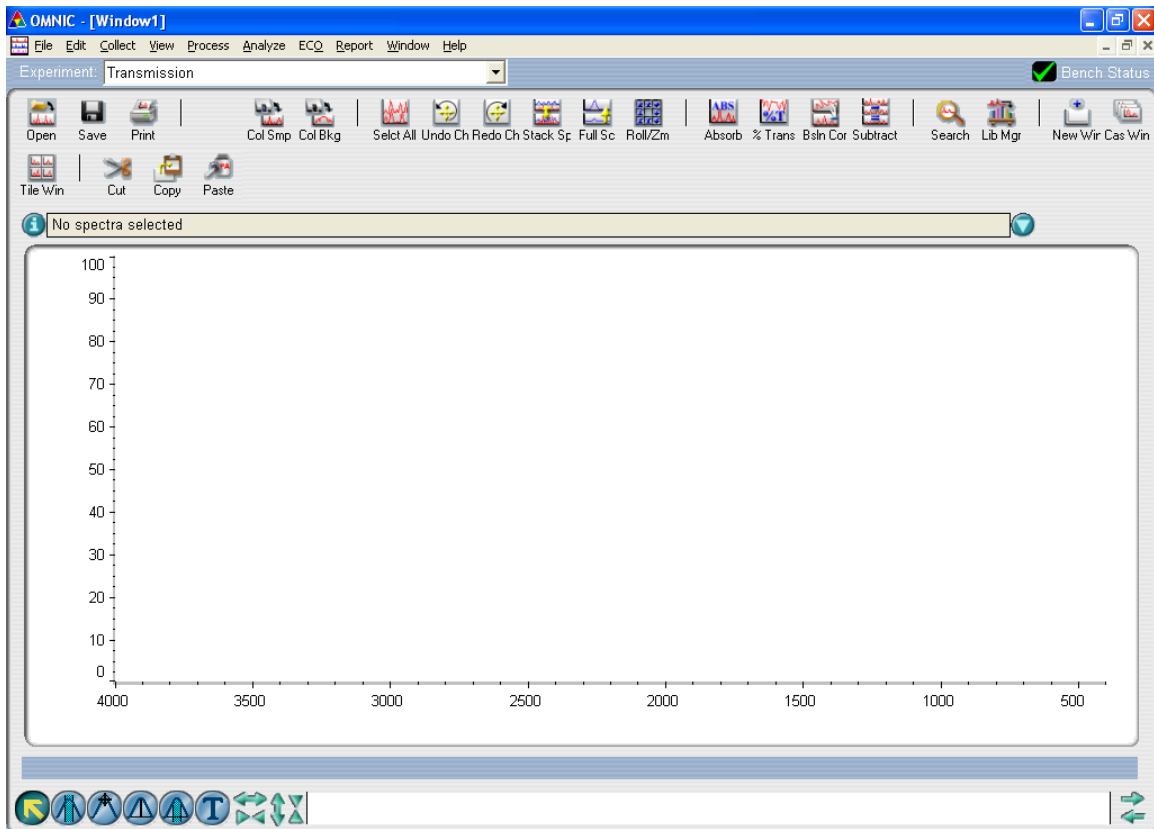 OMNIC - [Window1]
File Edit Collect View Process Analyze ECO Report Window Help
Experiment: Transmission Bench Status
Open Save Print Col Smp Col Bkg Selct All Undo Ch Redo Ch Stack Sp Full Sc Roll/Zm Absorb % Trans Bsln Cor Subtract Search Lib Mgr New Wir Cas Win
Tile Win Cut Copy Paste
No spectra selected
100
90
80
70
60
50
40
30
20
10
0
4000 3500 3000 2500 2000 1500 1000 500
T